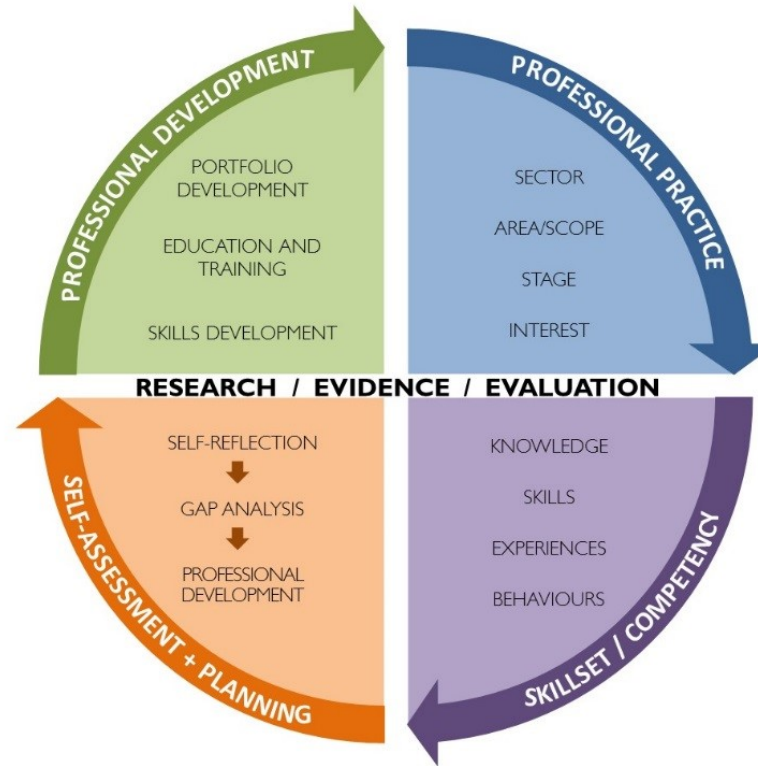 PROFESSIONAL DEVELOPMENT
PORTFOLIO
DEVELOPMENT
EDUCATION AND
TRAINING
SKILLS DEVELOPMENT
PROFESSIONAL PRACTICE
SECTOR
AREA/SCOPE
STAGE
INTEREST
RESEARCH / EVIDENCE / EVALUATION
SELF-ASSESSMENT + PLANNING
SELF-REFLECTION
GAP ANALYSIS
PROFESSIONAL
DEVELOPMENT
KNOWLEDGE
SKILLS
EXPERIENCES
BEHAVIOURS
SKILLSET / COMPETENCY